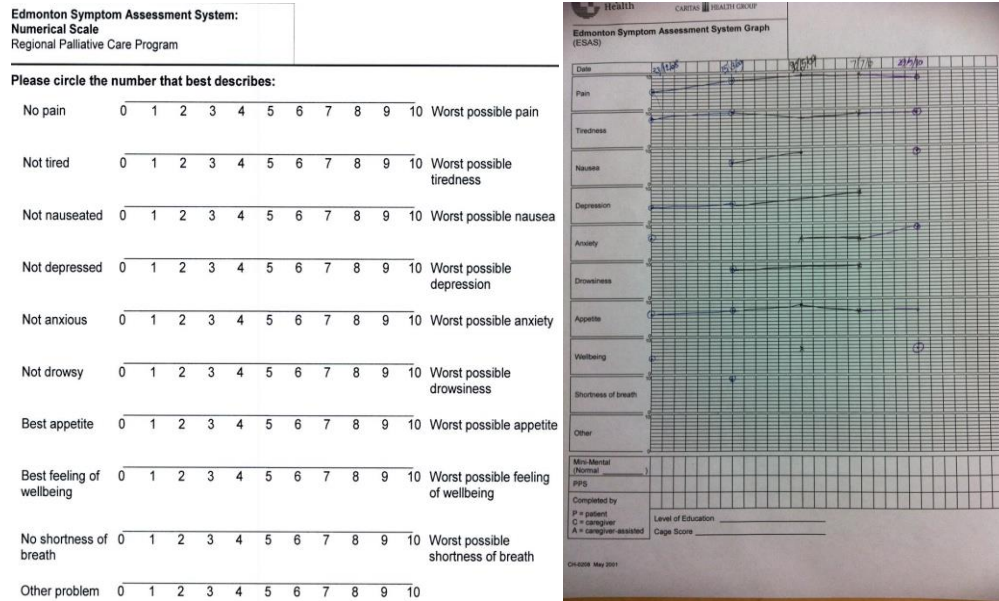 Edmonton Symptom Assessment System:
Numerical Scale
Regional Palliative Care Program
Please circle the number that best describes:
No pain 0 1 2 3 4 5 6 7 8 9 10 Worst possible pain
Not tired 0 1 2 3 4 5 6 7 8 9 10 Worst possible
tiredness
Not nauseated 0 1 2 3 4 5 6 7 8 9 10 Worst possible nausea
Not depressed 0 1 2 3 4 5 6 7 8 9 10 Worst possible
depression
Not anxious 0 1 2 3 4 5 6 7 8 9 10 Worst possible anxiety
Not drowsy 0 1 2 3 4 5 6 7 8 9 10 Worst possible
drowsiness
Best appetite 0 1 2 3 4 5 6 7 8 9 10 Worst possible appetite
Best feeling of 0 1 2 3 4 5 6 7 8 9 10 Worst possible feeling
wellbeing of wellbeing
No shortness of 0 1 2 3 4 5 6 7 8 9 10 Worst possible
breath shortness of breath
Other problem 0 1 2 3 4 5 6 7 8 9 10
Health CARITAS HEALTH GROUP
Edmonton Symptom Assessment System Graph
(ESAS)
Date
Pain
Tiredness
Nausea
Depression
Anxiety
Drowsiness
Appetite
Wellbeing
Shortness of breath
Other
Mini-Mental
(Normal )
PPS
Completed by
P = patient
C = caregiver
A = caregiver-assisted
Level of Education
Cage Score
CH-0209 May 2001